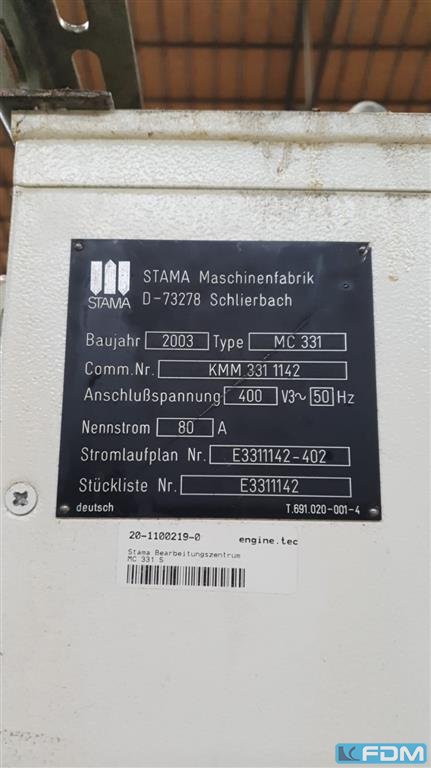 STAMA Maschinenfabrik
D-73278 Schlierbach
STAMA
Baujahr 2003 Type MC 331
Comm.Nr. KMM 331 1142
Anschlußspannung 400 V3~ 50 Hz
Nennstrom 80 A
Stromlaufplan Nr. E3311142-402
Stückliste Nr. E3311142
deutsch T.691.020-001-4
20-1100219-0 engine.tec
Stama Bearbeitungszentrum
MC 331 S
FDM